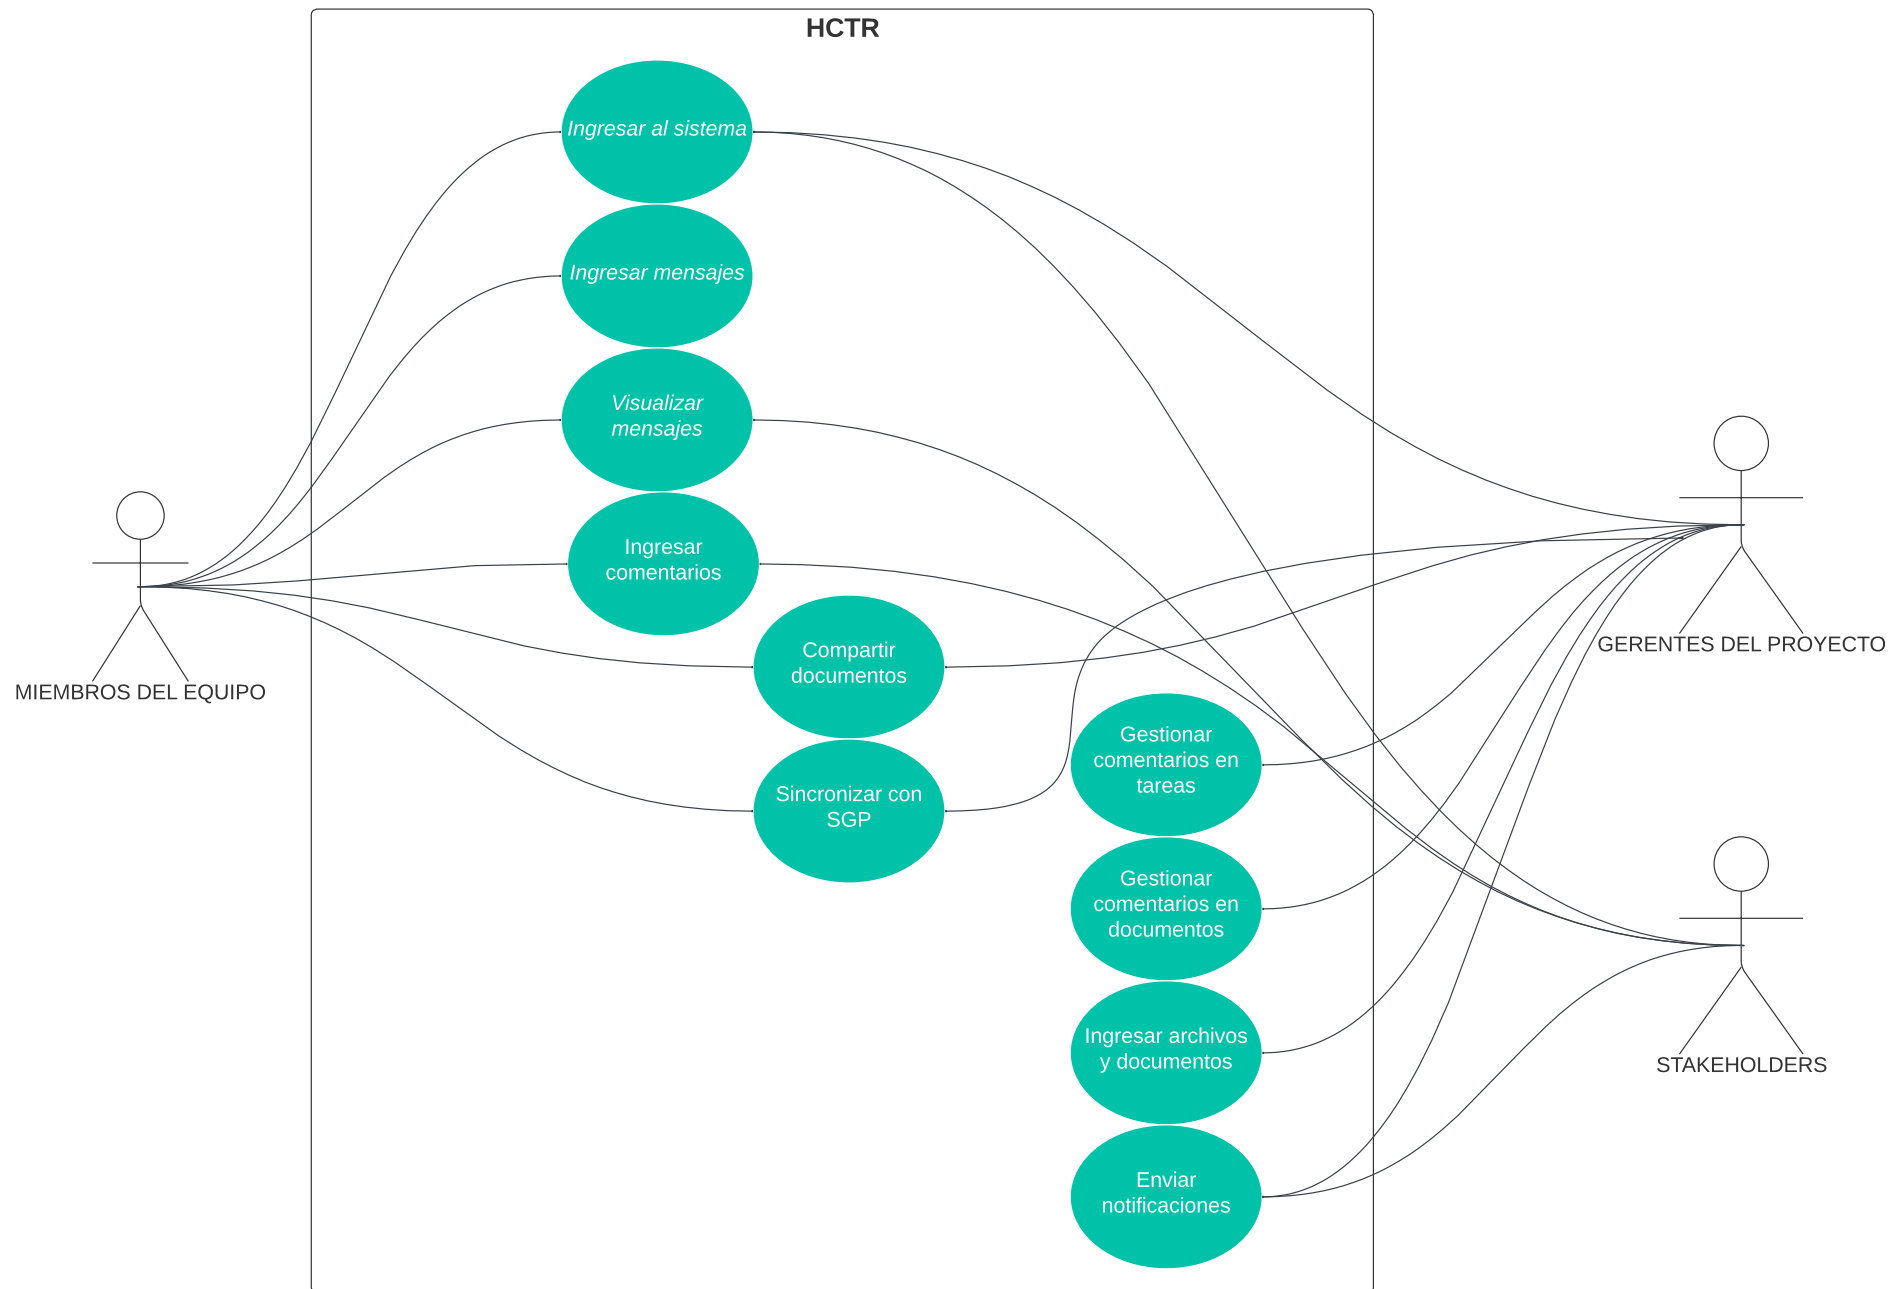 HCTR
Ingresar al sistema
Ingresar mensajes
Visualizar
mensajes
Ingresar
comentarios
Compartir
documentos
Sincronizar con
SGP
Gestionar
comentarios en
tareas
Gestionar
comentarios en
documentos
Ingresar archivos
y documentos
Enviar
notificaciones
MIEMBROS DEL EQUIPO
GERENTES DEL PROYECTO
STAKEHOLDERS